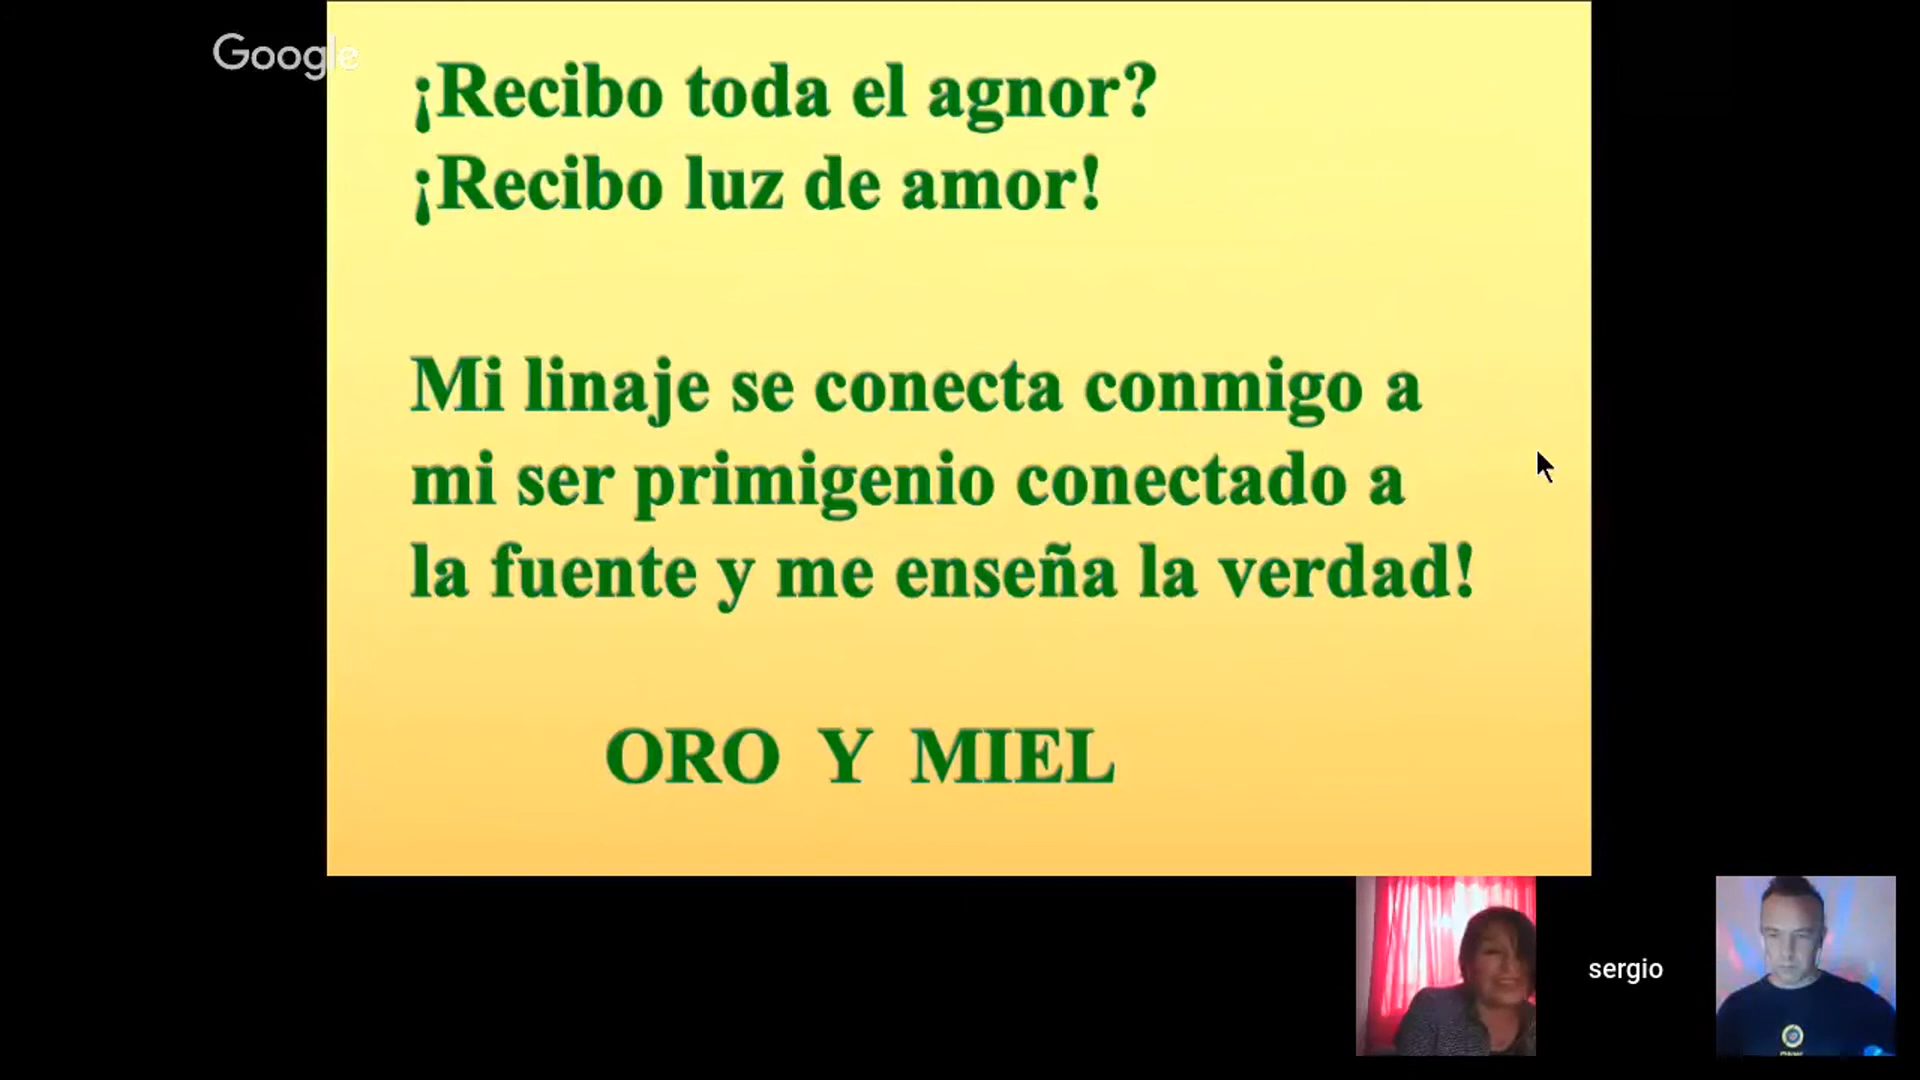 Google
¡Recibo toda el agnor?
¡Recibo luz de amor!
Mi linaje se conecta conmigo a
mi ser primigenio conectado a
la fuente y me enseña la verdad!
ORO Y MIEL
sergio